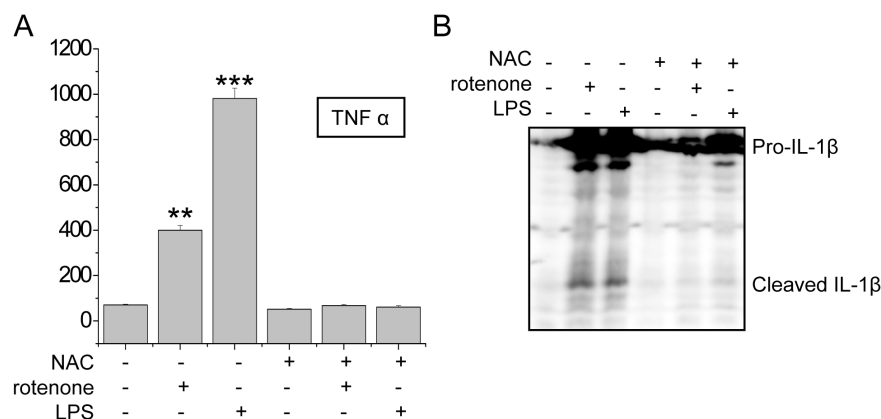 A
1200
1000
800
600
400
200
0
***
**
TNF α
NAC - - - + + +
rotenone - + - - + -
LPS - - + - - +
B
NAC - - - + + +
rotenone - + - - + -
LPS - - + - - +
Pro-IL-1β
Cleaved IL-1β